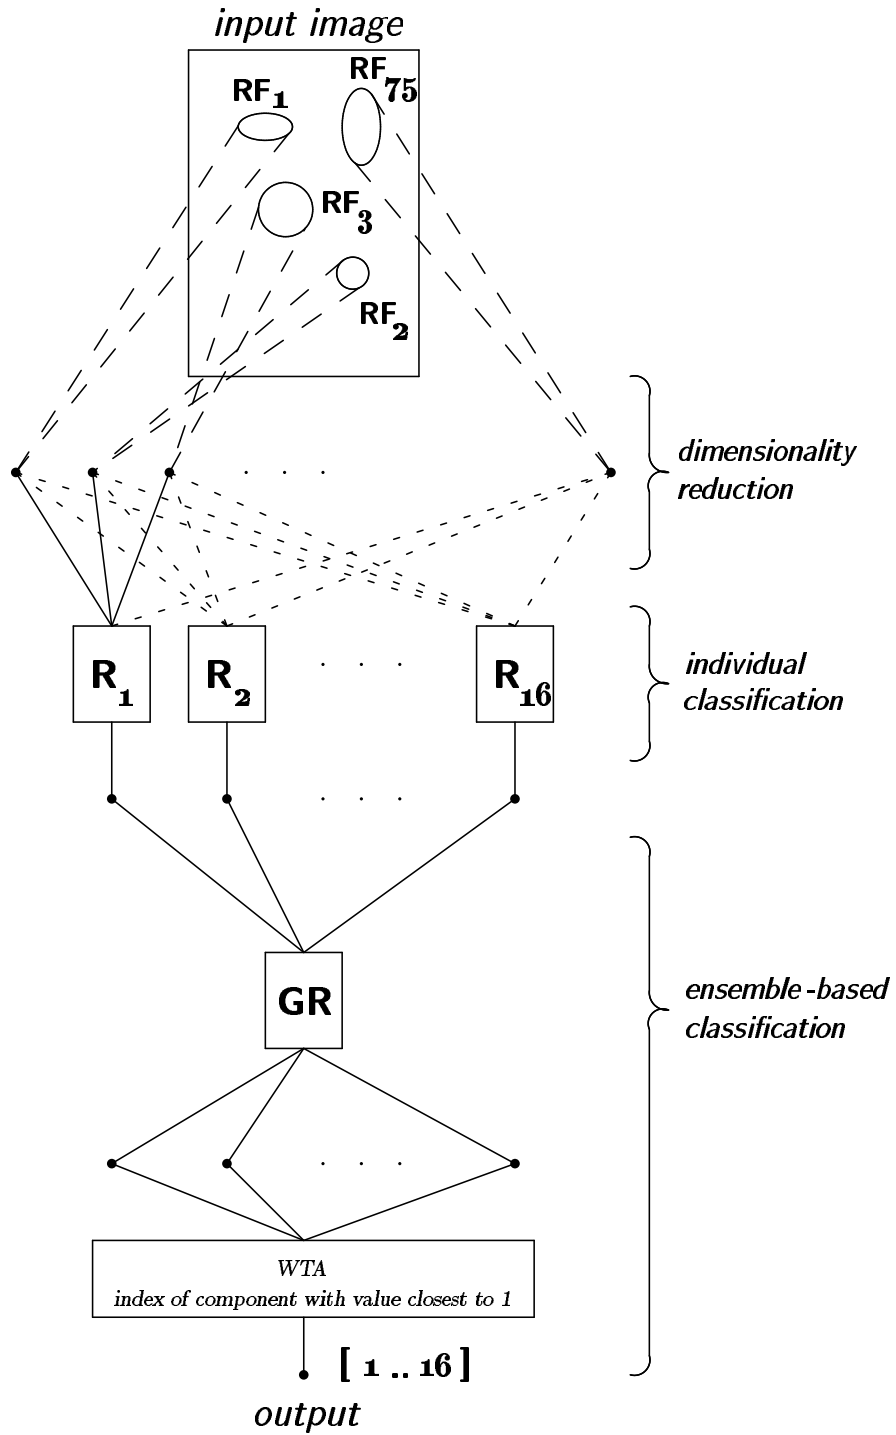 input image
RF75
RF1
RF3
RF2
dimensionality
reduction
. . .
R1
R2
. . .
R16
individual
classification
. . .
GR
ensemble-based
classification
. . .
WTA
index of component with value closest to 1
[ 1 .. 16 ]
output